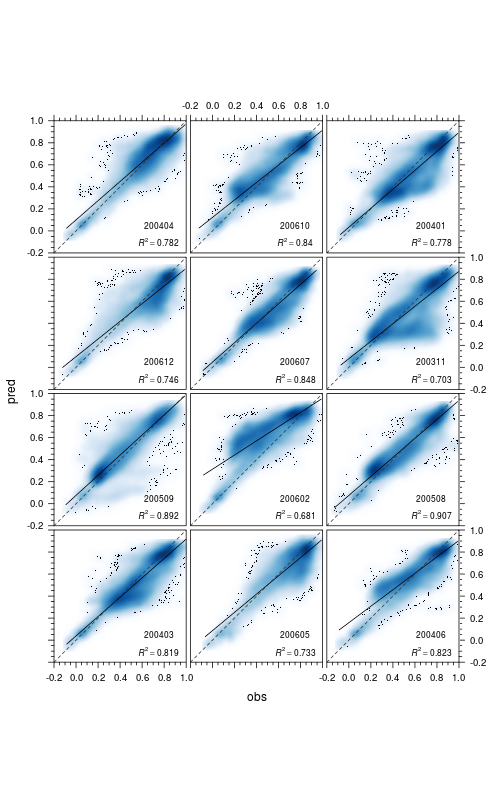 -0.2 0.0 0.2 0.4 0.6 0.8 1.0
1.0
0.8
0.6
0.4
0.2
0.0
-0.2
200404
R² = 0.782
200610
R² = 0.84
200401
R² = 0.778
200612
R² = 0.746
200607
R² = 0.848
200311
R² = 0.703
1.0
0.8
0.6
0.4
0.2
0.0
-0.2
pred
1.0
0.8
0.6
0.4
0.2
0.0
-0.2
200509
R² = 0.892
200602
R² = 0.681
200508
R² = 0.907
200403
R² = 0.819
200605
R² = 0.733
200406
R² = 0.823
1.0
0.8
0.6
0.4
0.2
0.0
-0.2
-0.2 0.0 0.2 0.4 0.6 0.8 1.0
-0.2 0.0 0.2 0.4 0.6 0.8 1.0
obs